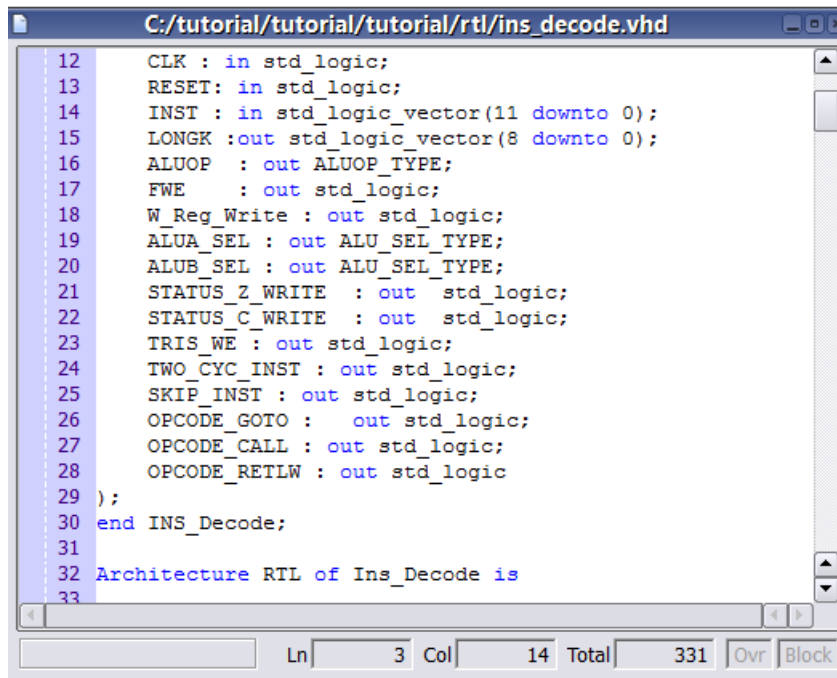 C:/tutorial/tutorial/tutorial/rtl/ins_decode.vhd
12 CLK : in std_logic;
13 RESET: in std_logic;
14 INST : in std_logic_vector(11 downto 0);
15 LONGK :out std_logic_vector(8 downto 0);
16 ALUOP  : out ALUOP_TYPE;
17 FWE    : out std_logic;
18 W_Reg_Write : out std_logic;
19 ALUA_SEL : out ALU_SEL_TYPE;
20 ALUB_SEL : out ALU_SEL_TYPE;
21 STATUS_Z_WRITE  : out  std_logic;
22 STATUS_C_WRITE  : out  std_logic;
23 TRIS_WE : out std_logic;
24 TWO_CYC_INST : out std_logic;
25 SKIP_INST : out std_logic;
26 OPCODE_GOTO :   out std_logic;
27 OPCODE_CALL : out std_logic;
28 OPCODE_RETLW : out std_logic
29 );
30 end INS_Decode;
31
32 Architecture RTL of Ins_Decode is
33
Ln 3 Col 14 Total 331 Ovr Block